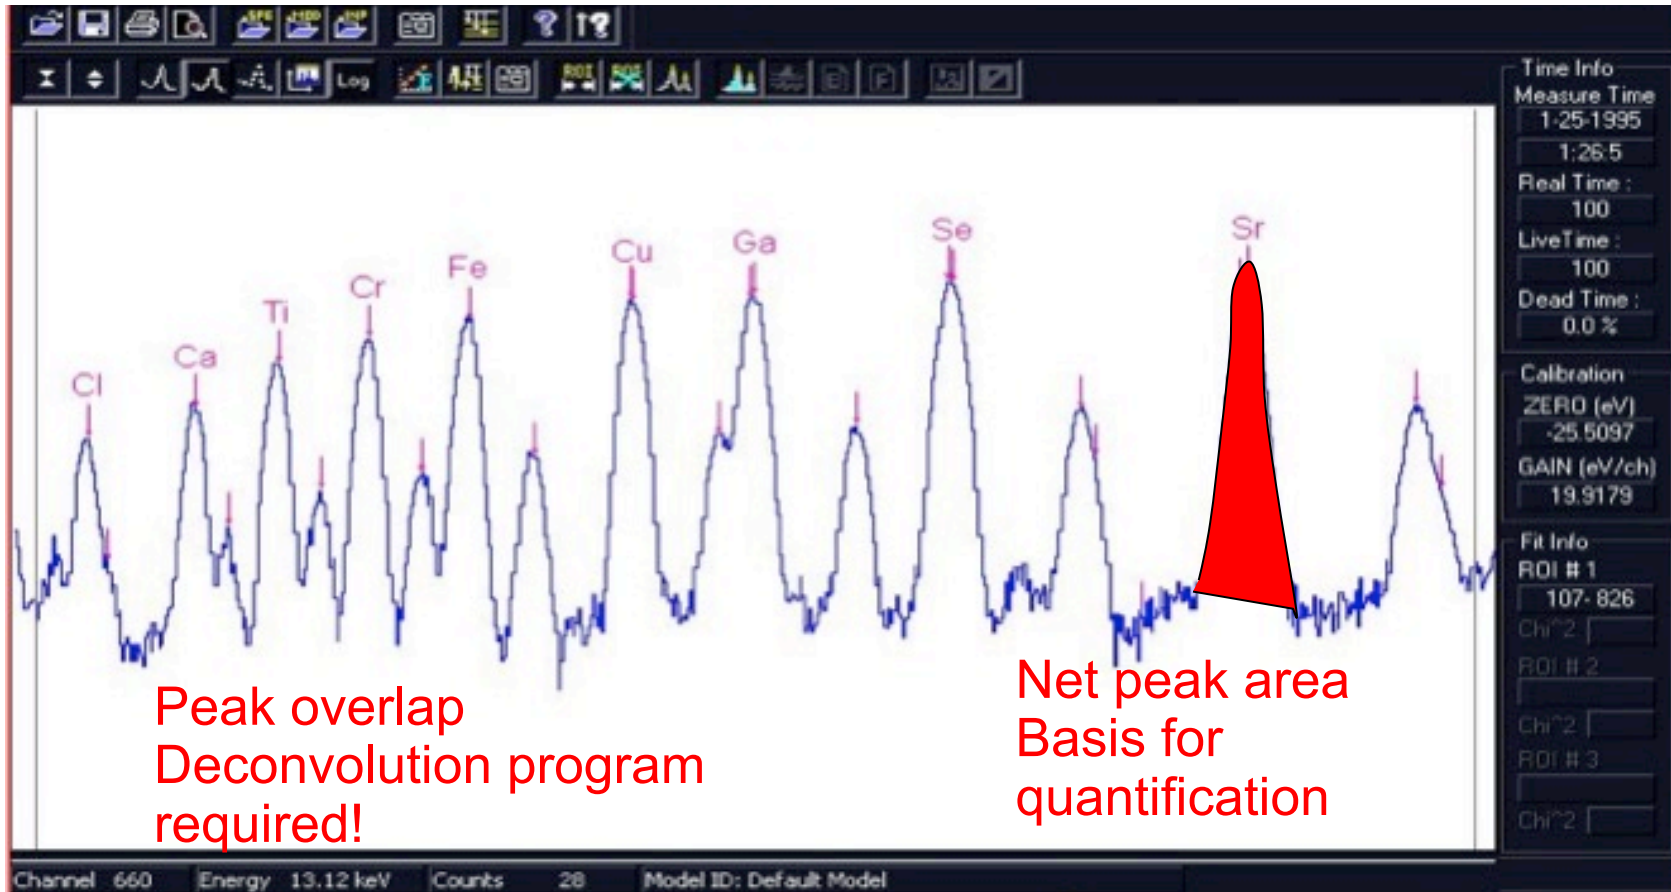 SPE
MOD
INP
Log
E
ROI
E
F
Cl
Ca
Ti
Cr
Fe
Cu
Ga
Se
Sr
Peak overlap
Deconvolution program
required!
Net peak area
Basis for
quantification
Time Info
Measure Time
1-25-1995
1:26:5
Real Time :
100
LiveTime :
100
Dead Time :
0.0 %
Calibration
ZERO (eV)
-25.5097
GAIN (eV/ch)
19.9179
Fit Info
ROI # 1
107- 826
Chi^2
ROI # 2
Chi^2
ROI # 3
Chi^2
Channel 660 Energy 13.12 keV Counts 28 Model ID: Default Model